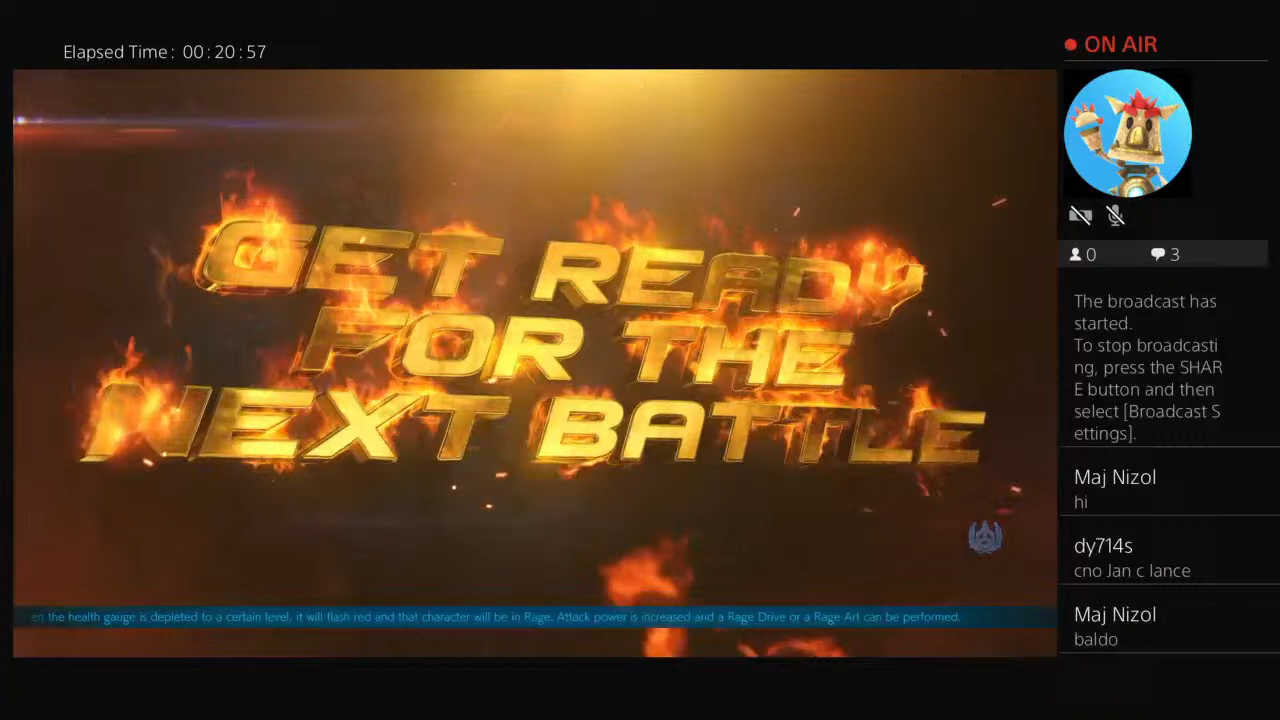 Elapsed Time: 00:20:57
ON AIR
GET READY
FOR THE
NEXT BATTLE
0 3
The broadcast has
started.
To stop broadcasti
ng, press the SHAR
E button and then
select [Broadcast S
ettings].
Maj Nizol
hi
dy714s
cno Jan c lance
Maj Nizol
baldo
en the health gauge is depleted to a certain level, it will flash red and that character will be in Rage. Attack power is increased and a Rage Drive or a Rage Art can be performed.